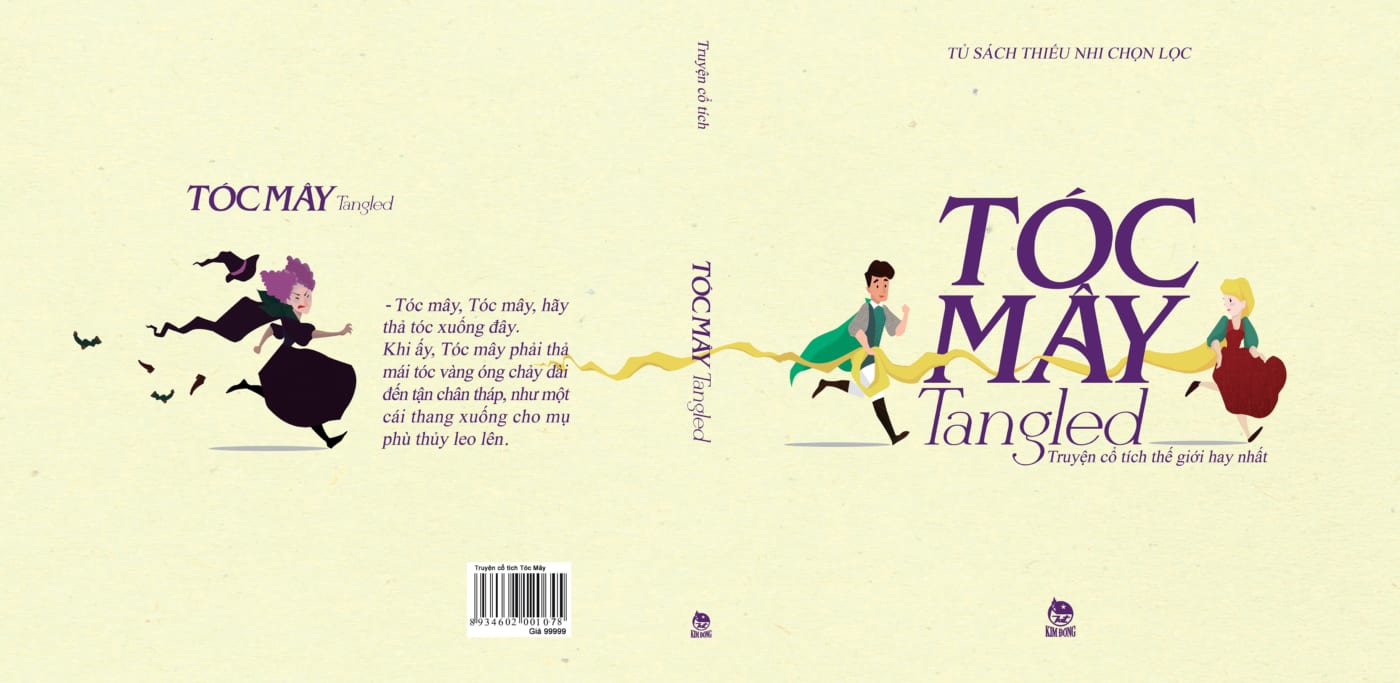 TÓC MÂY Tangled
- Tóc mây, Tóc mây, hãy
thả tóc xuống đây.
Khi ấy, Tóc mây phải thả
mái tóc vàng óng chảy dài
đến tận chân tháp, như một
cái thang xuống cho mụ
phù thủy leo lên.
Truyện cổ tích Tóc Mây
8934602001078
Giá 99999
Truyện cổ tích
TÓC MÂY Tangled
KIM ĐỒNG
TỦ SÁCH THIẾU NHI CHỌN LỌC
TÓC
MÂY
Tangled
Truyện cổ tích thế giới hay nhất
KIM ĐỒNG